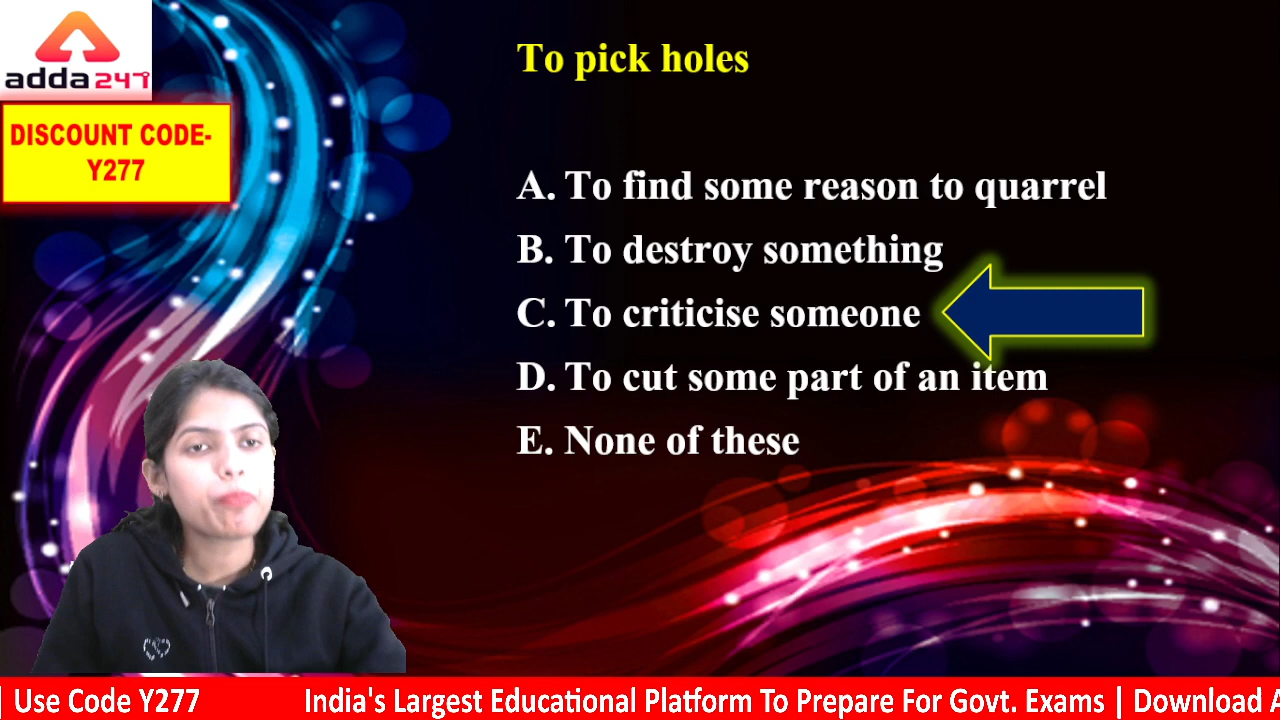 adda247
DISCOUNT CODE-
Y277
To pick holes
A. To find some reason to quarrel
B. To destroy something
C. To criticise someone
D. To cut some part of an item
E. None of these
| Use Code Y277 India's Largest Educational Platform To Prepare For Govt. Exams | Download A